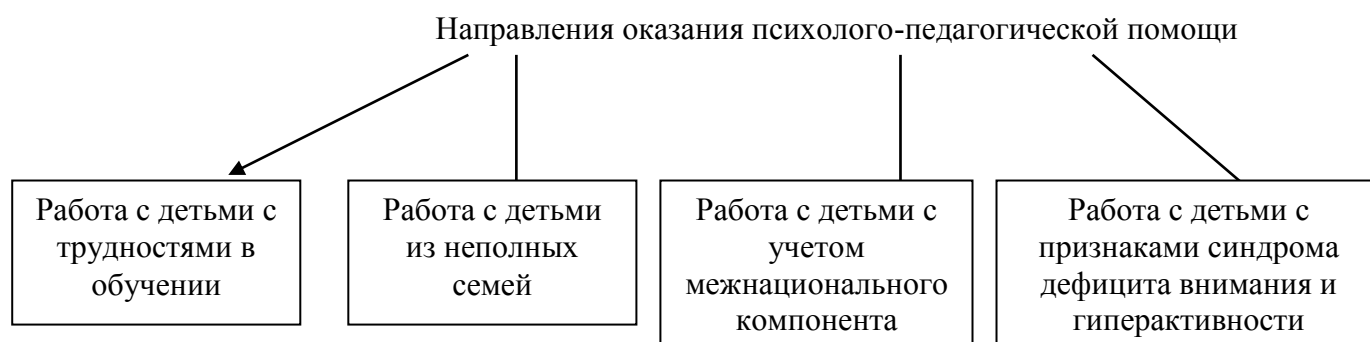 Направления оказания психолого-педагогической помощи
Работа с детьми с
трудностями в
обучении
Работа с детьми
из неполных
семей
Работа с детьми с
учетом
межнационального
компонента
Работа с детьми с
признаками синдрома
дефицита внимания и
гиперактивности